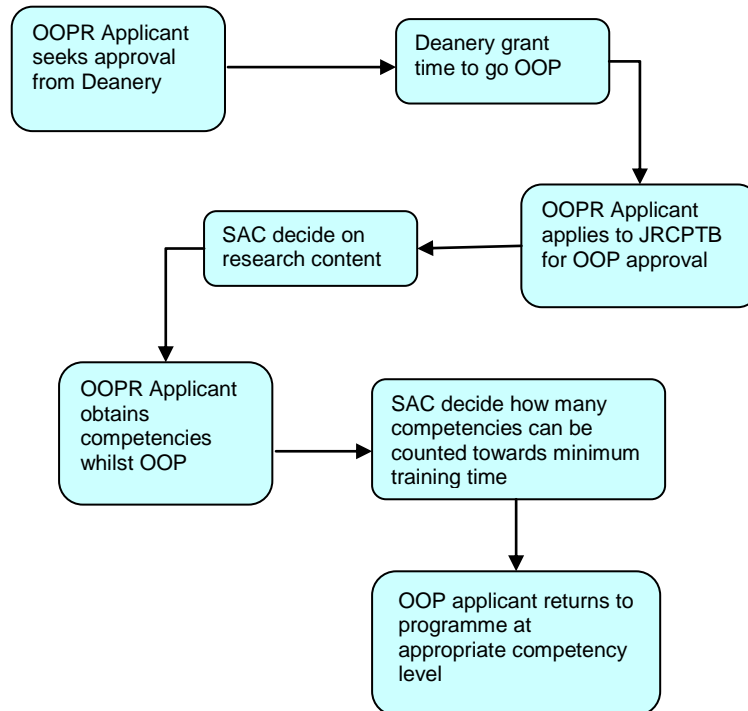 OOPR Applicant
seeks approval
from Deanery
Deanery grant
time to go OOP
OOPR Applicant
applies to JRCPTB
for OOP approval
SAC decide on
research content
OOPR Applicant
obtains
competencies
whilst OOP
SAC decide how many
competencies can be
counted towards minimum
training time
OOP applicant returns to
programme at
appropriate competency
level